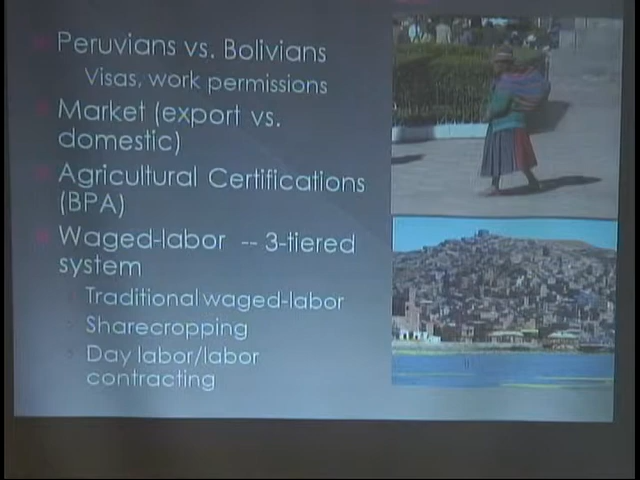 Peruvians vs. Bolivians
Visas, work permissions
Market (export vs.
domestic)
Agricultural Certifications
(BPA)
Waged-labor -- 3-tiered
system
Traditional waged-labor
Sharecropping
Day labor/labor
contracting